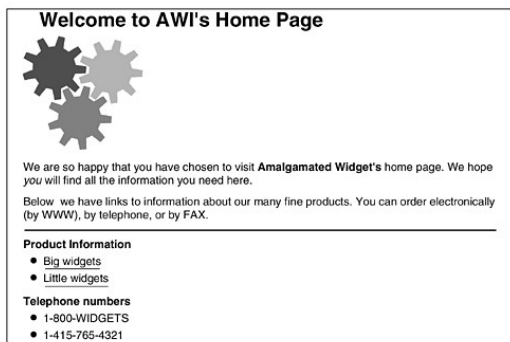 Welcome to AWI's Home Page
We are so happy that you have chosen to visit Amalgamated Widget's home page. We hope
you will find all the information you need here.
Below we have links to information about our many fine products. You can order electronically
(by WWW), by telephone, or by FAX.
Product Information
Big widgets
Little widgets
Telephone numbers
1-800-WIDGETS
1-415-765-4321